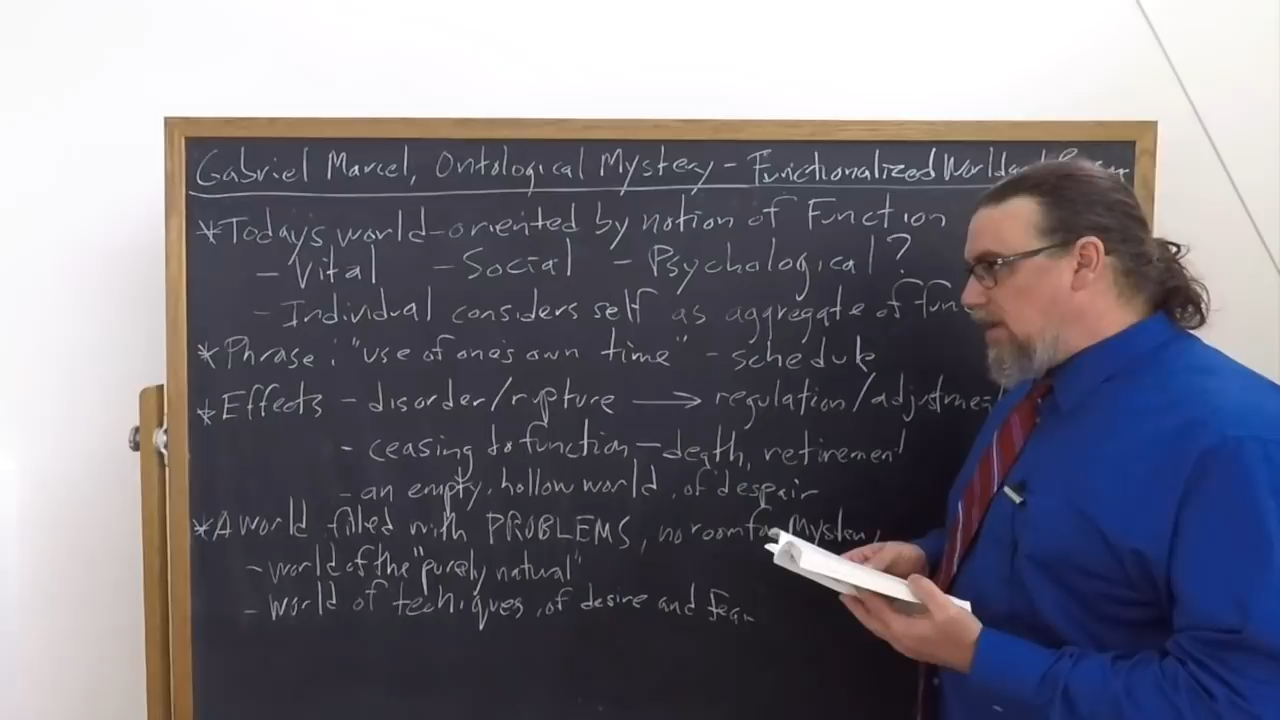 Gabriel Marcel, Ontological Mystery - Functionalized World
*Todays world-oriented by notion of Function
- Vital - Social - Psychological?
- Individual considers self as aggregate of func
*Phrase: "use of one's own time" - schedule
*Effects - disorder/rupture → regulation/adjustment
- ceasing to function - death, retirement
- an empty, hollow world, of despair
*A world filled with PROBLEMS, no room for Mystery
- world of the "purely natural"
- world of techniques, of desire and fear